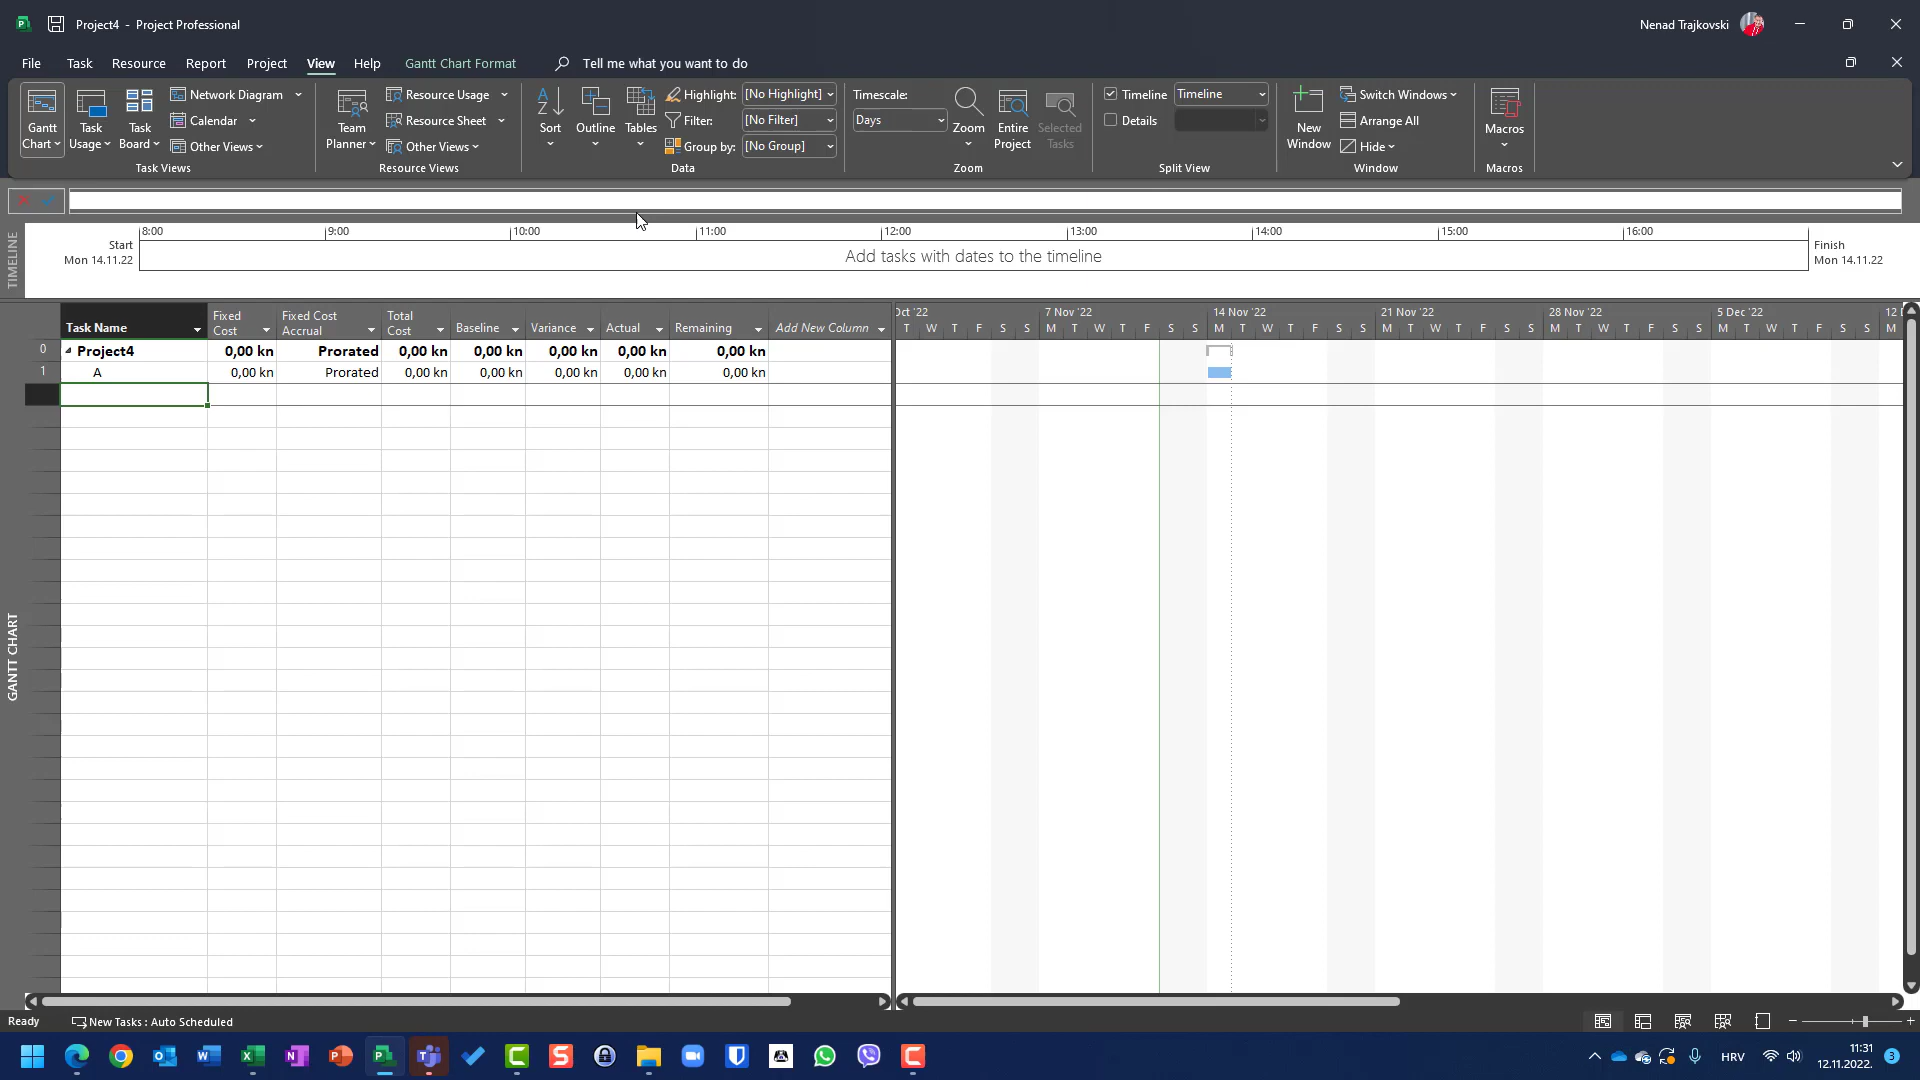 Project4 - Project Professional
Nenad Trajkovski
File Task Resource Report Project View Help Gantt Chart Format Tell me what you want to do
Gantt Chart
Task Usage
Task Board
Network Diagram
Calendar
Other Views
Task Views
Team Planner
Resource Usage
Resource Sheet
Other Views
Resource Views
Sort
Outline
Tables
Highlight: [No Highlight]
Filter: [No Filter]
Group by: [No Group]
Data
Timescale:
Days
Zoom
Entire Project
Selected Tasks
Zoom
Timeline Timeline
Details
Split View
New Window
Switch Windows
Arrange All
Hide
Window
Macros
Macros
TIMELINE
8:00 9:00 10:00 11:00 12:00 13:00 14:00 15:00 16:00
Start
Mon 14.11.22
Add tasks with dates to the timeline
Finish
Mon 14.11.22
Task Name Fixed Cost Fixed Cost Accrual Total Cost Baseline Variance Actual Remaining Add New Column
0 Project4 0,00 kn Prorated 0,00 kn 0,00 kn 0,00 kn 0,00 kn 0,00 kn
1 A 0,00 kn Prorated 0,00 kn 0,00 kn 0,00 kn 0,00 kn 0,00 kn
Oct '22 7 Nov '22 14 Nov '22 21 Nov '22 28 Nov '22 5 Dec '22 12
T W T F S S M T W T F S S M T W T F S S M T W T F S S M T W T F S S M T W T F S S M
GANTT CHART
Ready New Tasks : Auto Scheduled
HRV
11:31
12.11.2022.
3